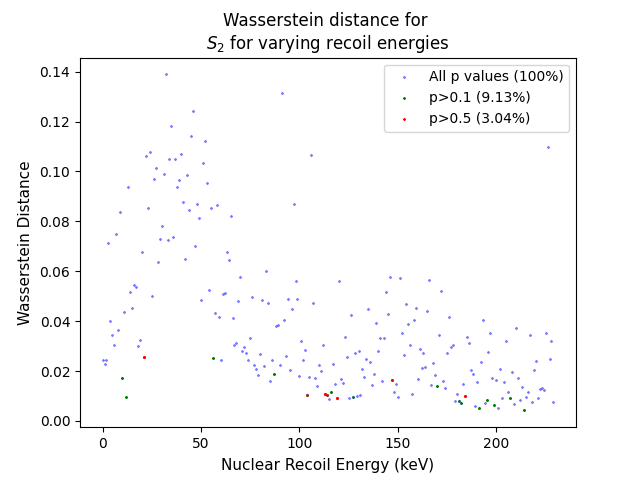 Wasserstein distance for
S₂ for varying recoil energies
All p values (100%)
p>0.1 (9.13%)
p>0.5 (3.04%)
0.14
0.12
0.10
0.08
0.06
0.04
0.02
0.00
Wasserstein Distance
0
50
100
150
200
Nuclear Recoil Energy (keV)